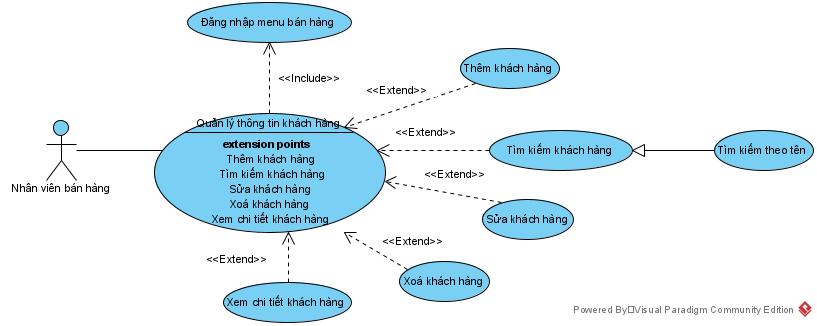 Đăng nhập menu bán hàng
Thêm khách hàng
<<Include>>
<<Extend>>
Quản lý thông tin khách hàng
<<Extend>>
extension points
Thêm khách hàng
Tìm kiếm khách hàng
Sửa khách hàng
Xoá khách hàng
Xem chi tiết khách hàng
Tìm kiếm khách hàng
Tìm kiếm theo tên
<<Extend>>
Nhân viên bán hàng
Sửa khách hàng
<<Extend>>
<<Extend>>
Xoá khách hàng
Xem chi tiết khách hàng
Powered By Visual Paradigm Community Edition